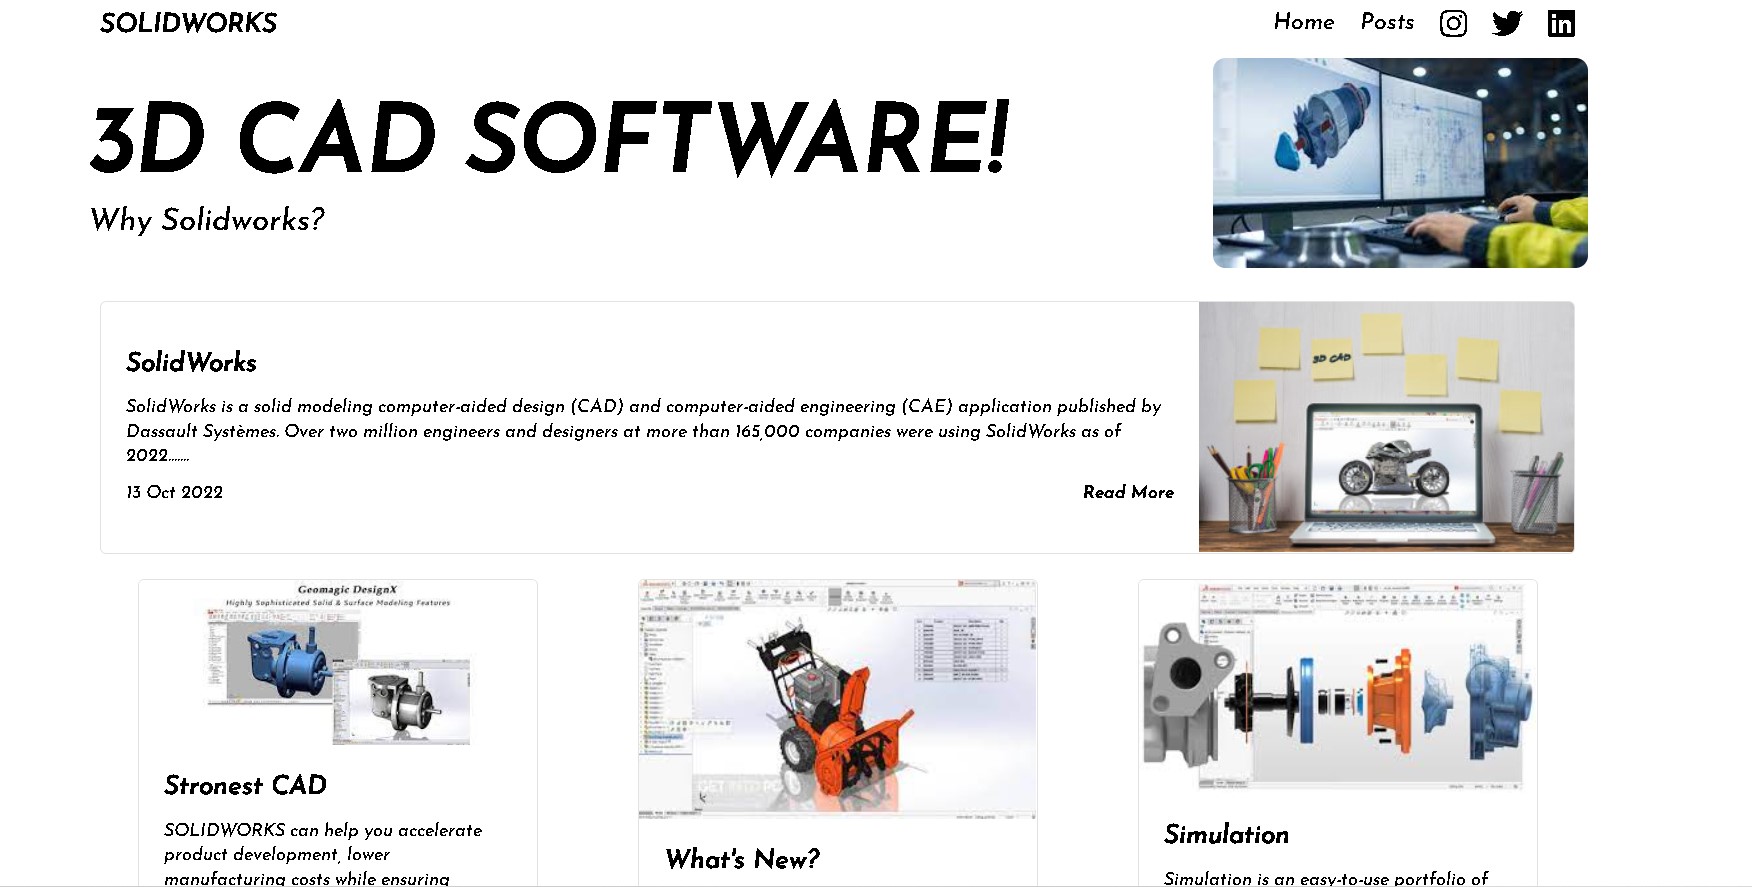 SOLIDWORKS
Home Posts
3D CAD SOFTWARE!
Why Solidworks?
SolidWorks
SolidWorks is a solid modeling computer-aided design (CAD) and computer-aided engineering (CAE) application published by
Dassault Systèmes. Over two million engineers and designers at more than 165,000 companies were using SolidWorks as of
2022.......
13 Oct 2022
Read More
3D CAD
Geomagic DesignX
Highly Sophisticated Solid & Surface Modeling Features
Stronest CAD
SOLIDWORKS can help you accelerate
product development, lower
manufacturing costs while ensuring
GET INTO PC
What's New?
Simulation
Simulation is an easy-to-use portfolio of